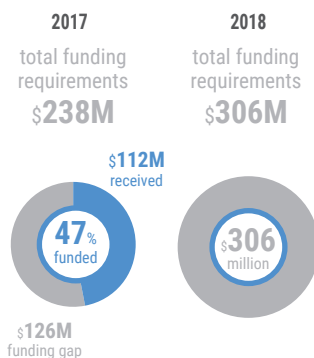 2017
total funding
requirements
$238M
$112M
received
47%
funded
$126M
funding gap
2018
total funding
requirements
$306M
$306
million